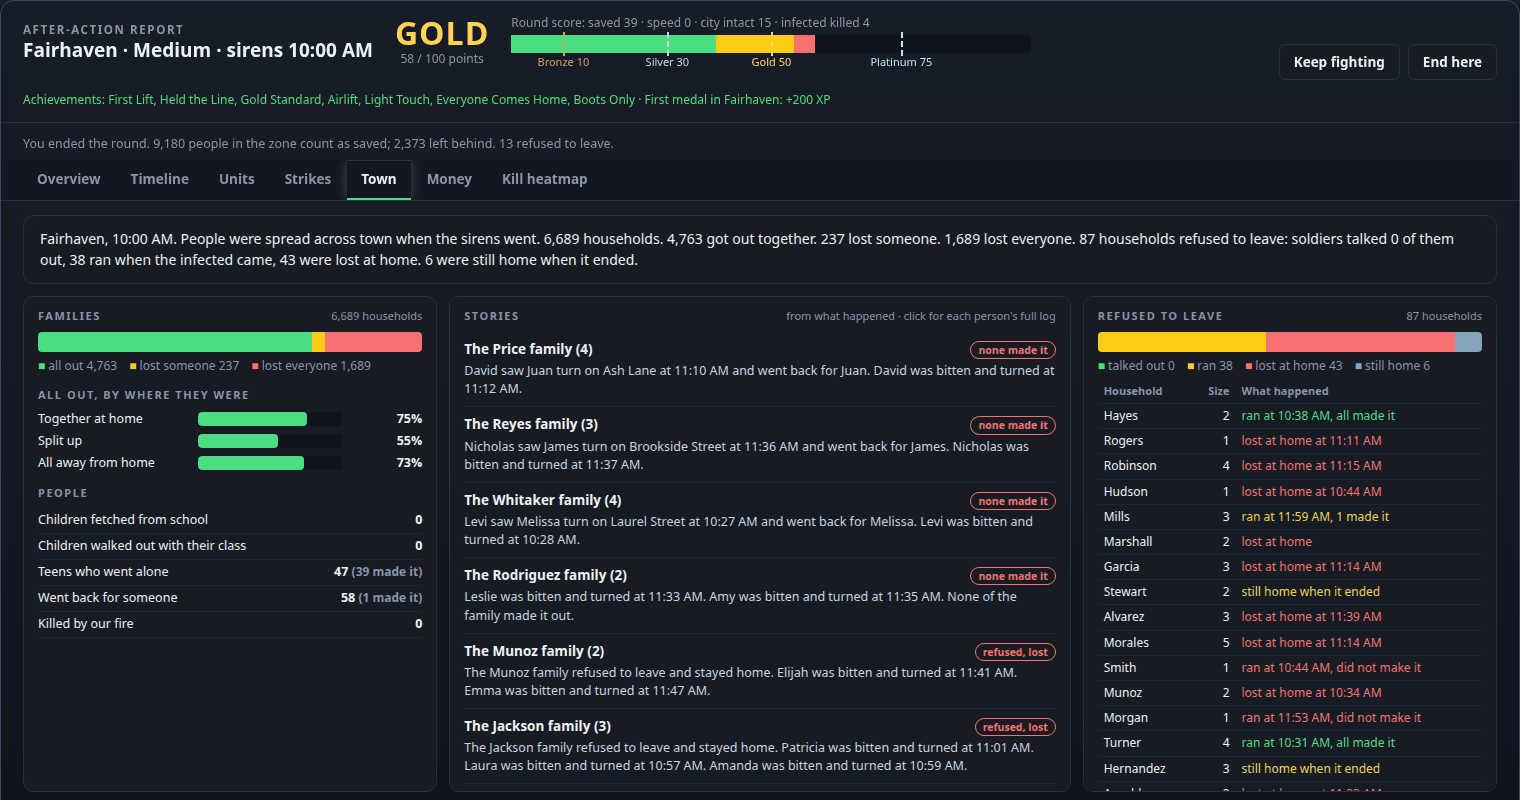 AFTER-ACTION REPORT
Fairhaven · Medium · sirens 10:00 AM
GOLD
58 / 100 points
Round score: saved 39 · speed 0 · city intact 15 · infected killed 4
Bronze 10
Silver 30
Gold 50
Platinum 75
Keep fighting
End here
Achievements: First Lift, Held the Line, Gold Standard, Airlift, Light Touch, Everyone Comes Home, Boots Only · First medal in Fairhaven: +200 XP
You ended the round. 9,180 people in the zone count as saved; 2,373 left behind. 13 refused to leave.
Overview
Timeline
Units
Strikes
Town
Money
Kill heatmap
Fairhaven, 10:00 AM. People were spread across town when the sirens went. 6,689 households. 4,763 got out together. 237 lost someone. 1,689 lost everyone. 87 households refused to leave: soldiers talked 0 of them
out, 38 ran when the infected came, 43 were lost at home. 6 were still home when it ended.
FAMILIES
6,689 households
all out 4,763
lost someone 237
lost everyone 1,689
ALL OUT, BY WHERE THEY WERE
Together at home 75%
Split up 55%
All away from home 73%
PEOPLE
Children fetched from school 0
Children walked out with their class 0
Teens who went alone 47 (39 made it)
Went back for someone 58 (1 made it)
Killed by our fire 0
STORIES
from what happened · click for each person's full log
The Price family (4)
none made it
David saw Juan turn on Ash Lane at 11:10 AM and went back for Juan. David was bitten and turned at
11:12 AM.
The Reyes family (3)
none made it
Nicholas saw James turn on Brookside Street at 11:36 AM and went back for James. Nicholas was
bitten and turned at 11:37 AM.
The Whitaker family (4)
none made it
Levi saw Melissa turn on Laurel Street at 10:27 AM and went back for Melissa. Levi was bitten and
turned at 10:28 AM.
The Rodriguez family (2)
none made it
Leslie was bitten and turned at 11:33 AM. Amy was bitten and turned at 11:35 AM. None of the
family made it out.
The Munoz family (2)
refused, lost
The Munoz family refused to leave and stayed home. Elijah was bitten and turned at 11:41 AM.
Emma was bitten and turned at 11:47 AM.
The Jackson family (3)
refused, lost
The Jackson family refused to leave and stayed home. Patricia was bitten and turned at 11:01 AM.
Laura was bitten and turned at 10:57 AM. Amanda was bitten and turned at 10:59 AM.
REFUSED TO LEAVE
87 households
talked out 0
ran 38
lost at home 43
still home 6
Household Size What happened
Hayes 2 ran at 10:38 AM, all made it
Rogers 1 lost at home at 11:11 AM
Robinson 4 lost at home at 11:15 AM
Hudson 1 lost at home at 10:44 AM
Mills 3 ran at 11:59 AM, 1 made it
Marshall 2 lost at home
Garcia 3 lost at home at 11:14 AM
Stewart 2 still home when it ended
Alvarez 3 lost at home at 11:39 AM
Morales 5 lost at home at 11:14 AM
Smith 1 ran at 10:44 AM, did not make it
Munoz 2 lost at home at 10:34 AM
Morgan 1 ran at 11:53 AM, did not make it
Turner 4 ran at 10:31 AM, all made it
Hernandez 3 still home when it ended